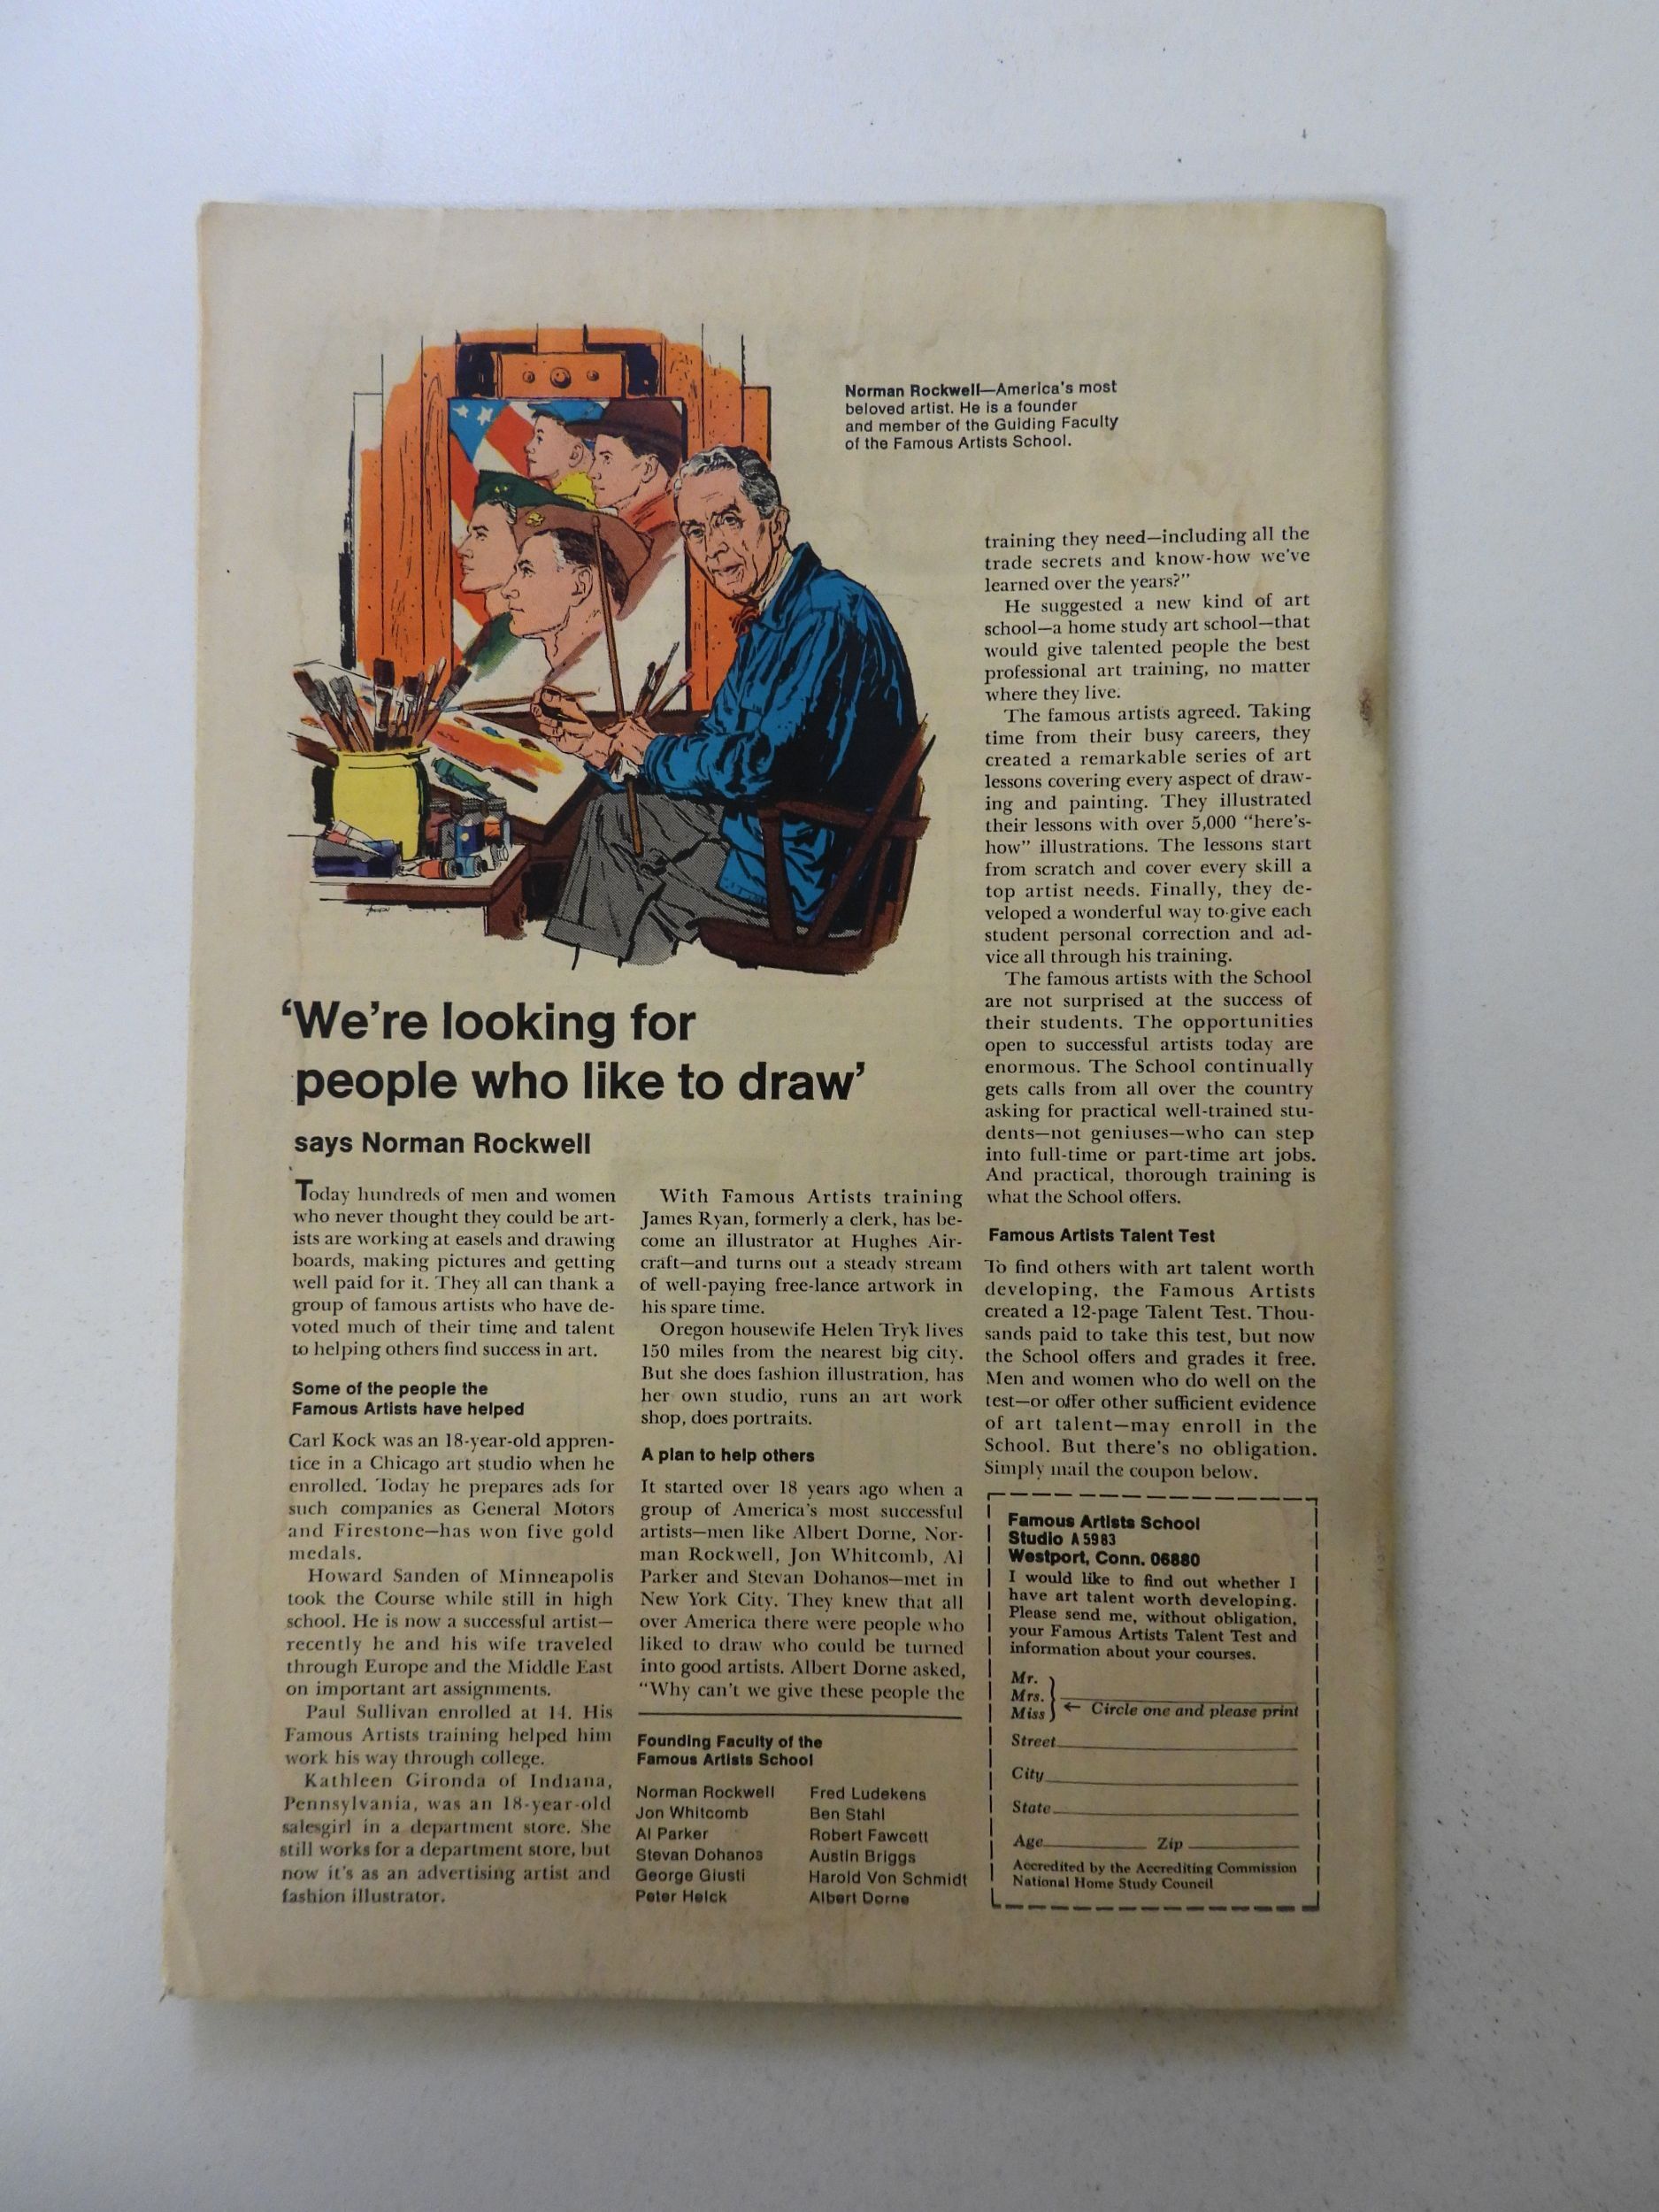 Norman Rockwell—America's most
beloved artist. He is a founder
and member of the Guiding Faculty
of the Famous Artists School.
‘We're looking for
people who like to draw’
says Norman Rockwell
Today hundreds of men and women
who never thought they could be art-
ists are working at easels and drawing
boards, making pictures and getting
well paid for it. They all can thank a
group of famous artists who have de-
voted much of their time and talent
to helping others find success in art.
Some of the people the
Famous Artists have helped
Carl Kock was an 18-year-old appren-
tice in a Chicago art studio when he
enrolled. Today he prepares ads for
such companies as General Motors
and Firestone—has won five gold
medals.
Howard Sanden of Minneapolis
took the Course while still in high
school. He is now a successful artist—
recently he and his wife traveled
through Europe and the Middle East
on important art assignments.
Paul Sullivan enrolled at 14. His
Famous Artists training helped him
work his way through college.
Kathleen Gironda of Indiana,
Pennsylvania, was an 18-year-old
salesgirl in a department store. She
still works for a department store, but
now it's as an advertising artist and
fashion illustrator.
With Famous Artists training
James Ryan, formerly a clerk, has be-
come an illustrator at Hughes Air-
craft—and turns out a steady stream
of well-paying free-lance artwork in
his spare time.
Oregon housewife Helen Tryk lives
150 miles from the nearest big city.
But she does fashion illustration, has
her own studio, runs an art work
shop, does portraits.
A plan to help others
It started over 18 years ago when a
group of America's most successful
artists—men like Albert Dorne, Nor-
man Rockwell, Jon Whitcomb, Al
Parker and Stevan Dohanos—met in
New York City. They knew that all
over America there were people who
liked to draw who could be turned
into good artists. Albert Dorne asked,
“Why can't we give these people the
Founding Faculty of the
Famous Artists School
Norman Rockwell
Jon Whitcomb
Al Parker
Stevan Dohanos
George Giusti
Peter Helck
Fred Ludekens
Ben Stahl
Robert Fawcett
Austin Briggs
Harold Von Schmidt
Albert Dorne
training they need—including all the
trade secrets and know-how we've
learned over the years?”
He suggested a new kind of art
school—a home study art school—that
would give talented people the best
professional art training, no matter
where they live.
The famous artists agreed. Taking
time from their busy careers, they
created a remarkable series of art
lessons covering every aspect of draw-
ing and painting. They illustrated
their lessons with over 5,000 “here's-
how” illustrations. The lessons start
from scratch and cover every skill a
top artist needs. Finally, they de-
veloped a wonderful way to give each
student personal correction and ad-
vice all through his training.
The famous artists with the School
are not surprised at the success of
their students. The opportunities
open to successful artists today are
enormous. The School continually
gets calls from all over the country
asking for practical well-trained stu-
dents—not geniuses—who can step
into full-time or part-time art jobs.
And practical, thorough training is
what the School offers.
Famous Artists Talent Test
To find others with art talent worth
developing, the Famous Artists
created a 12-page Talent Test. Thou-
sands paid to take this test, but now
the School offers and grades it free.
Men and women who do well on the
test—or offer other sufficient evidence
of art talent—may enroll in the
School. But there's no obligation.
Simply mail the coupon below.
Famous Artists School
Studio A 5983
Westport, Conn. 06880
I would like to find out whether I
have art talent worth developing.
Please send me, without obligation,
your Famous Artists Talent Test and
information about your courses.
Mr.
Mrs.
Miss ← Circle one and please print
Street
City
State
Age Zip
Accredited by the Accrediting Commission
National Home Study Council